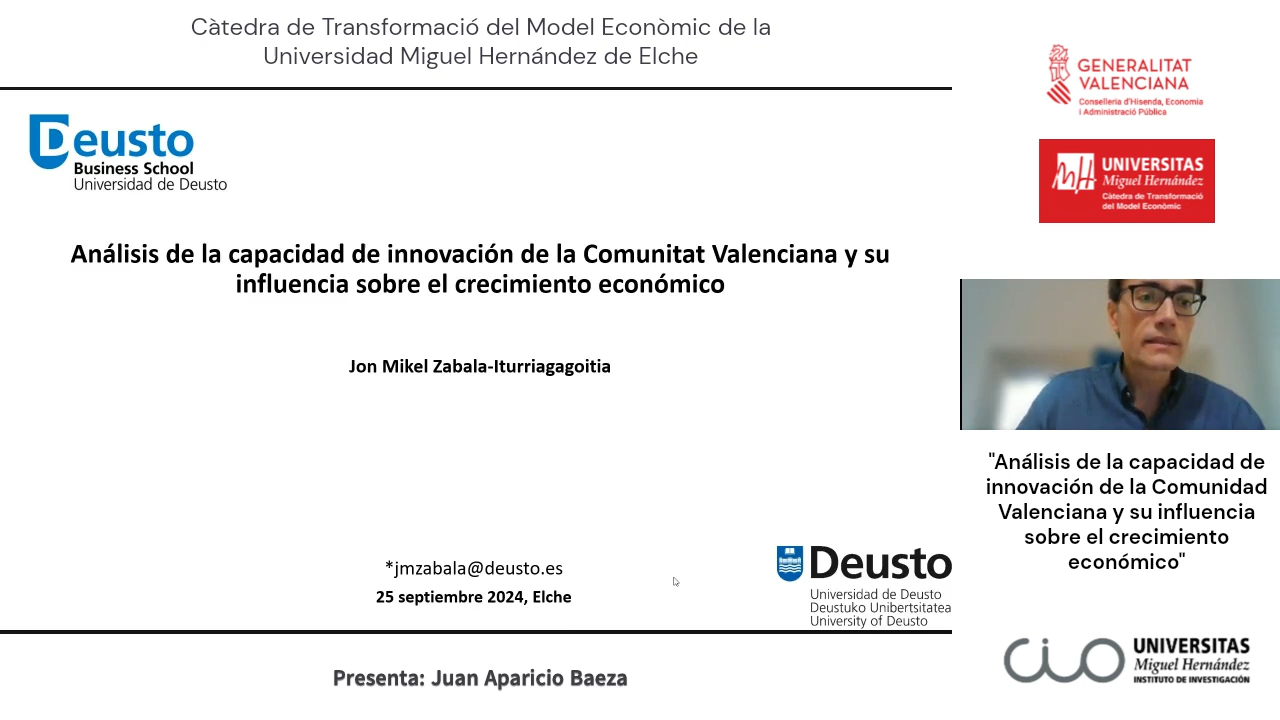 Càtedra de Transformació del Model Econòmic de la
Universidad Miguel Hernández de Elche
Deusto
Business School
Universidad de Deusto
Análisis de la capacidad de innovación de la Comunitat Valenciana y su
influencia sobre el crecimiento económico
Jon Mikel Zabala-Iturriagagoitia
*jmzabala@deusto.es
25 septiembre 2024, Elche
Deusto
Universidad de Deusto
Deustuko Unibertsitatea
University of Deusto
Presenta: Juan Aparicio Baeza
GENERALITAT
VALENCIANA
Conselleria d'Hisenda, Economia
i Administració Pública
UNIVERSITAS
Miguel Hernández
Càtedra de Transformació
del Model Econòmic
"Análisis de la capacidad de
innovación de la Comunidad
Valenciana y su influencia
sobre el crecimiento
económico"
cio
UNIVERSITAS
Miguel Hernández
INSTITUTO DE INVESTIGACIÓN